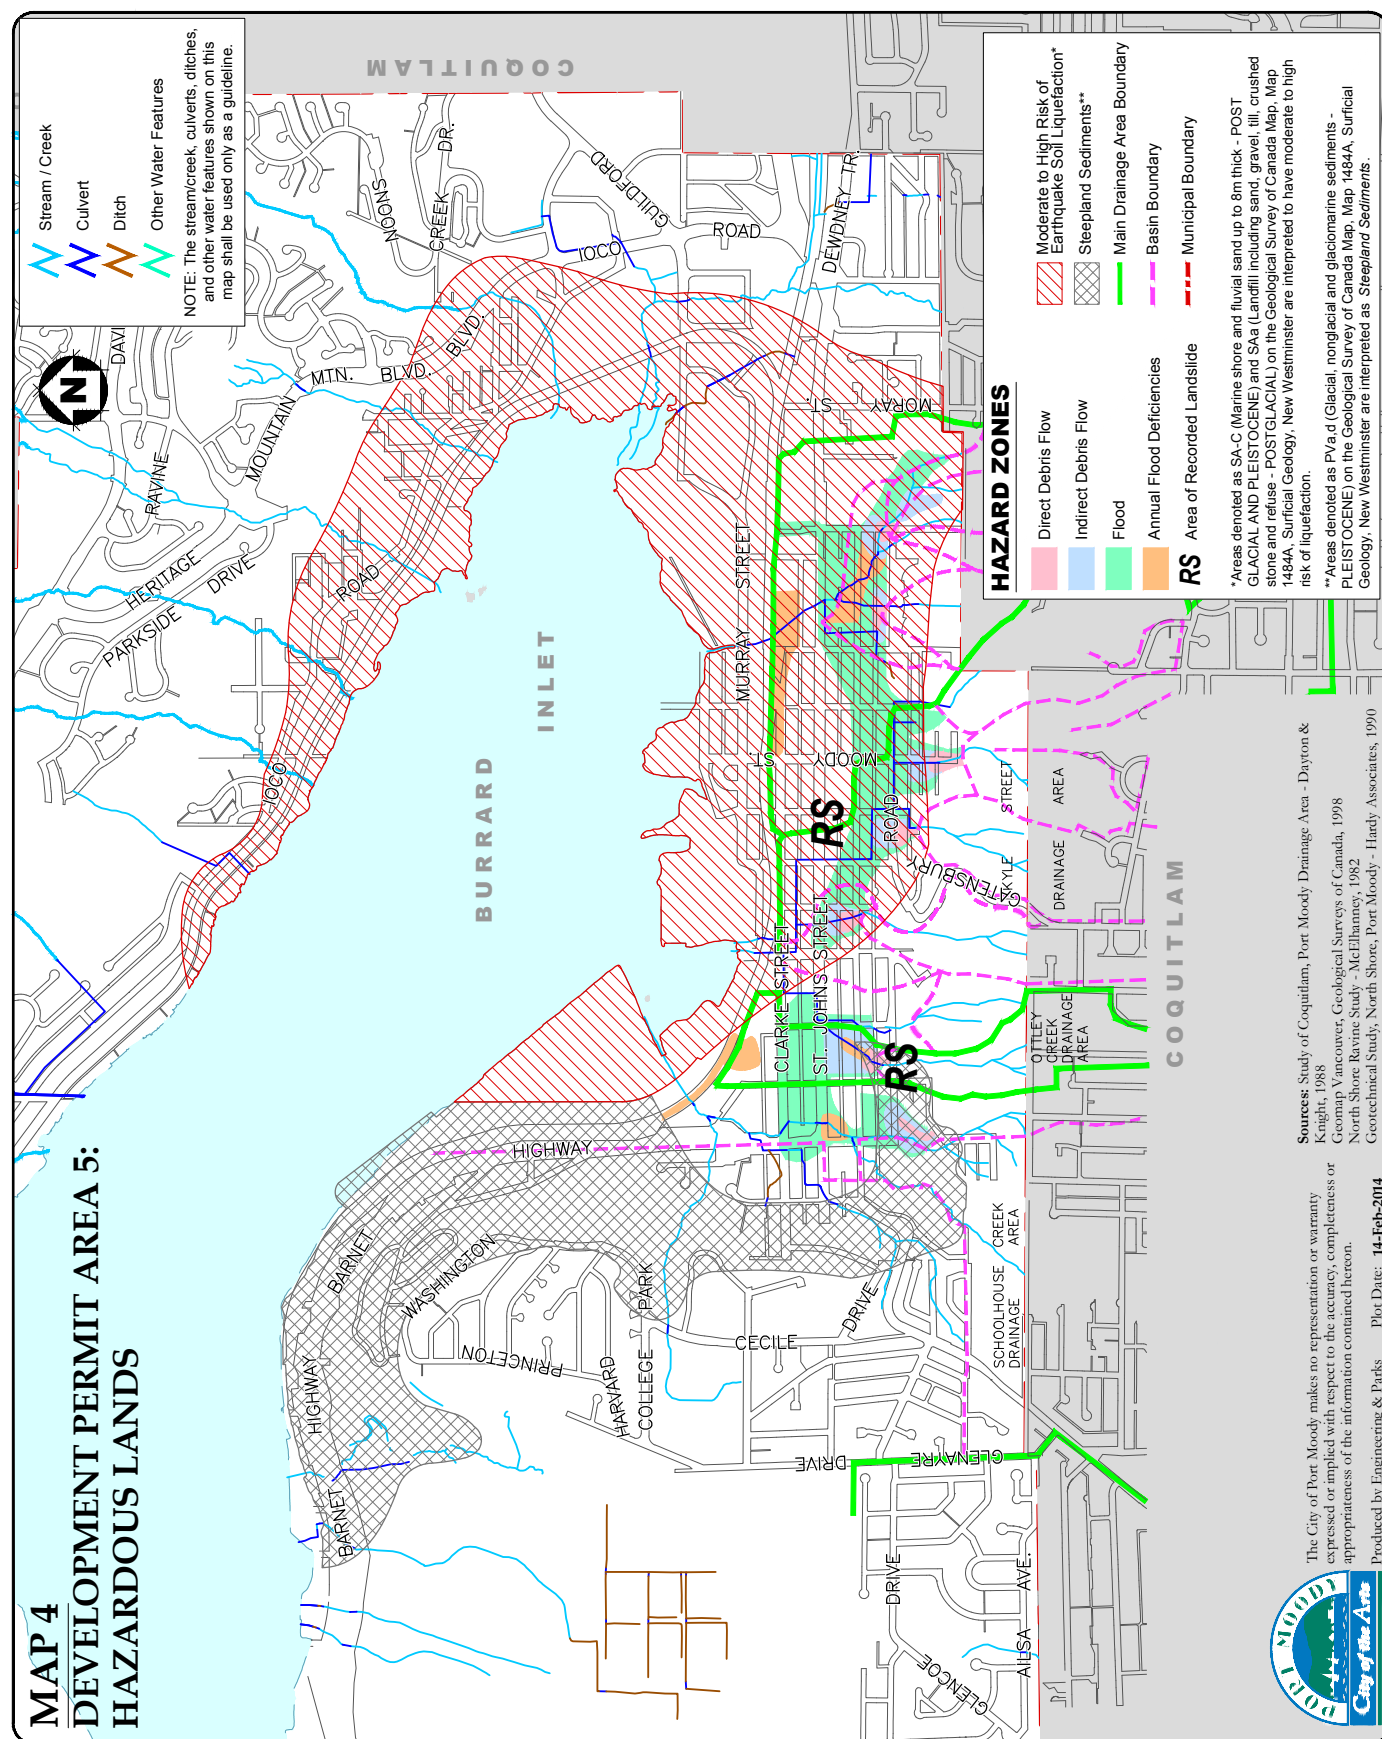 MAP 4
DEVELOPMENT PERMIT AREA 5:
HAZARDOUS LANDS
Stream / Creek
Culvert
Ditch
Other Water Features
NOTE: The stream/creek, culverts, ditches,
and other water features shown on this
map shall be used only as a guideline.
N
COQUITLAM
NOONS
CREEK
DR.
GUILDFORD
IOCO
ROAD
DEWDNEY TR.
DAVI
MTN.
BLVD.
BLVD.
MOUNTAIN
RAVINE
HERITAGE
PARKSIDE
DRIVE
ROAD
IOCO
BURRARD
INLET
MURRAY
STREET
MORAY
ST.
MOODY
ST.
RS
ROAD
GATENSBURY
KYLE
STREET
DRAINAGE
AREA
CLARKE STREET
ST. JOHNS STREET
RS
OTTLEY
CREEK
DRAINAGE
AREA
COQUITLAM
HIGHWAY
BARNET
WASHINGTON
PARK
COLLEGE
HARVARD
PRINCETON
CECILE
DRIVE
SCHOOLHOUSE CREEK
DRAINAGE AREA
HIGHWAY
BARNET
GLENAYRE
DRIVE
DRIVE
GLENCOE
AILSA AVE.
HAZARD ZONES
Direct Debris Flow
Indirect Debris Flow
Flood
Annual Flood Deficiencies
RS Area of Recorded Landslide
Moderate to High Risk of
Earthquake Soil Liquefaction*
Steepland Sediments**
Main Drainage Area Boundary
Basin Boundary
Municipal Boundary
*Areas denoted as SA-C (Marine shore and fluvial sand up to 8m thick - POST
GLACIAL AND PLEISTOCENE) and SAa (Landfill including sand, gravel, till, crushed
stone and refuse - POSTGLACIAL) on the Geological Survey of Canada Map, Map
1484A, Surficial Geology, New Westminster are interpreted to have moderate to high
risk of liquefaction.
**Areas denoted as PVa,d (Glacial, nonglacial and glaciomarine sediments -
PLEISTOCENE) on the Geological Survey of Canada Map, Map 1484A, Surficial
Geology, New Westminster are interpreted as Steepland Sediments.
Sources: Study of Coquitlam, Port Moody Drainage Area - Dayton &
Knight, 1988
Geomap Vancouver, Geological Surveys of Canada, 1998
North Shore Ravine Study - McElhanney, 1982
Geotechnical Study, North Shore, Port Moody - Hardy Associates, 1990
The City of Port Moody makes no representation or warranty
expressed or implied with respect to the accuracy, completeness or
appropriateness of the information contained hereon.
Produced by Engineering & Parks Plot Date: 14-Feb-2014
PORT MOODY
City of the Arts